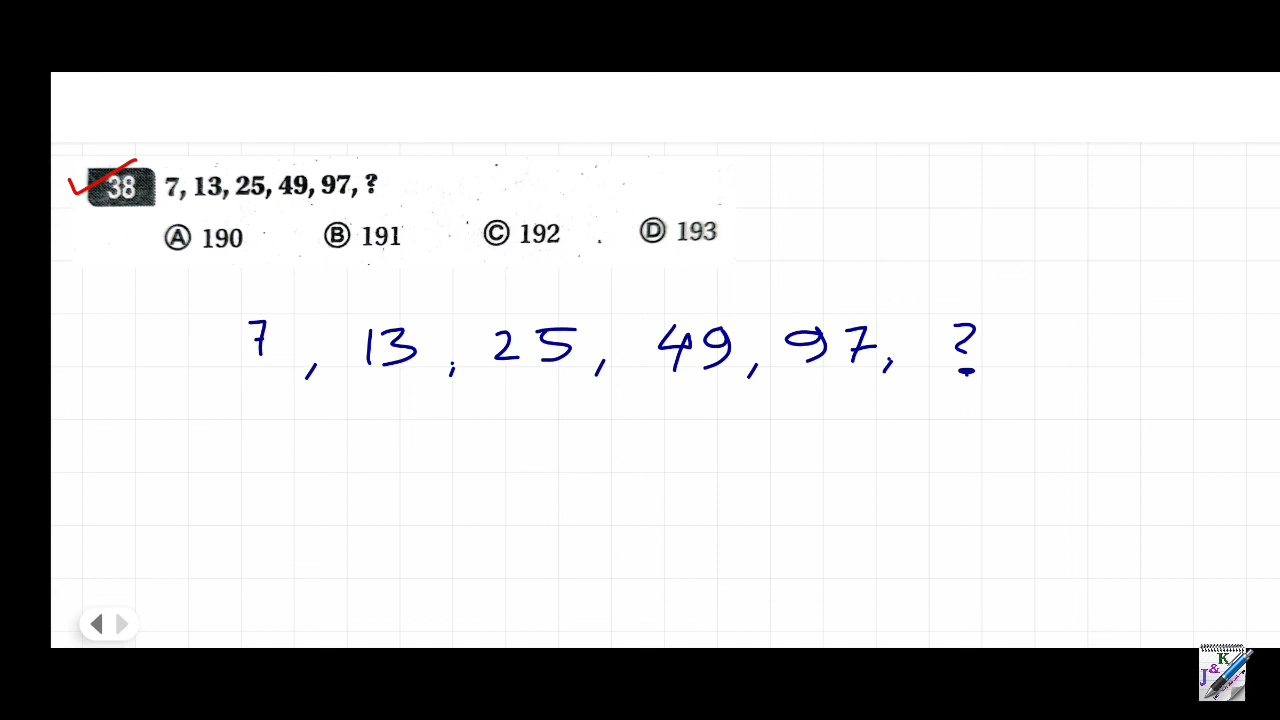 38 7, 13, 25, 49, 97, ?
Ⓐ 190 Ⓑ 191 Ⓒ 192 Ⓓ 193
7, 13, 25, 49, 97, ?
J&K